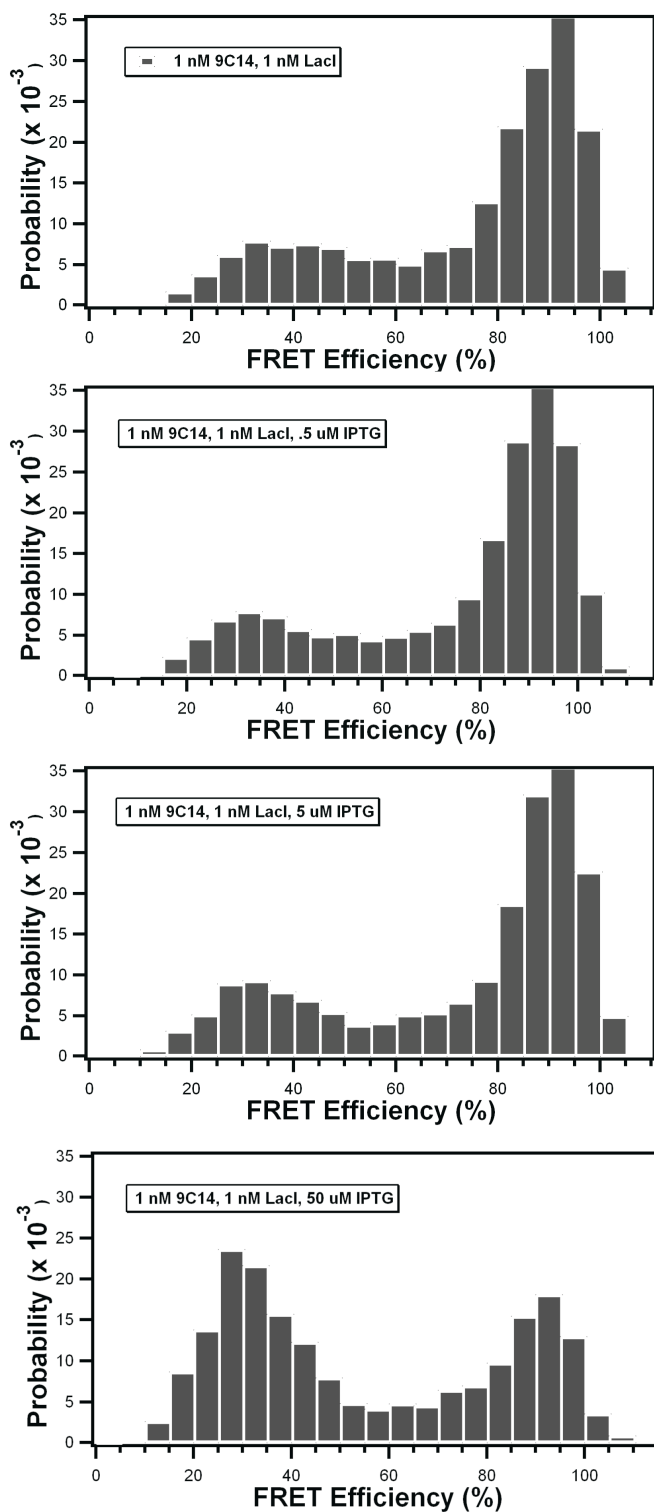 35
1 nM 9C14, 1 nM LacI
30
25
20
15
10
5
0
Probability (x 10⁻³)
0 20 40 60 80 100
FRET Efficiency (%)
35
1 nM 9C14, 1 nM LacI, .5 uM IPTG
30
25
20
15
10
5
0
Probability (x 10⁻³)
0 20 40 60 80 100
FRET Efficiency (%)
35
1 nM 9C14, 1 nM LacI, 5 uM IPTG
30
25
20
15
10
5
0
Probability (x 10⁻³)
0 20 40 60 80 100
FRET Efficiency (%)
35
1 nM 9C14, 1 nM LacI, 50 uM IPTG
30
25
20
15
10
5
0
Probability (x 10⁻³)
0 20 40 60 80 100
FRET Efficiency (%)